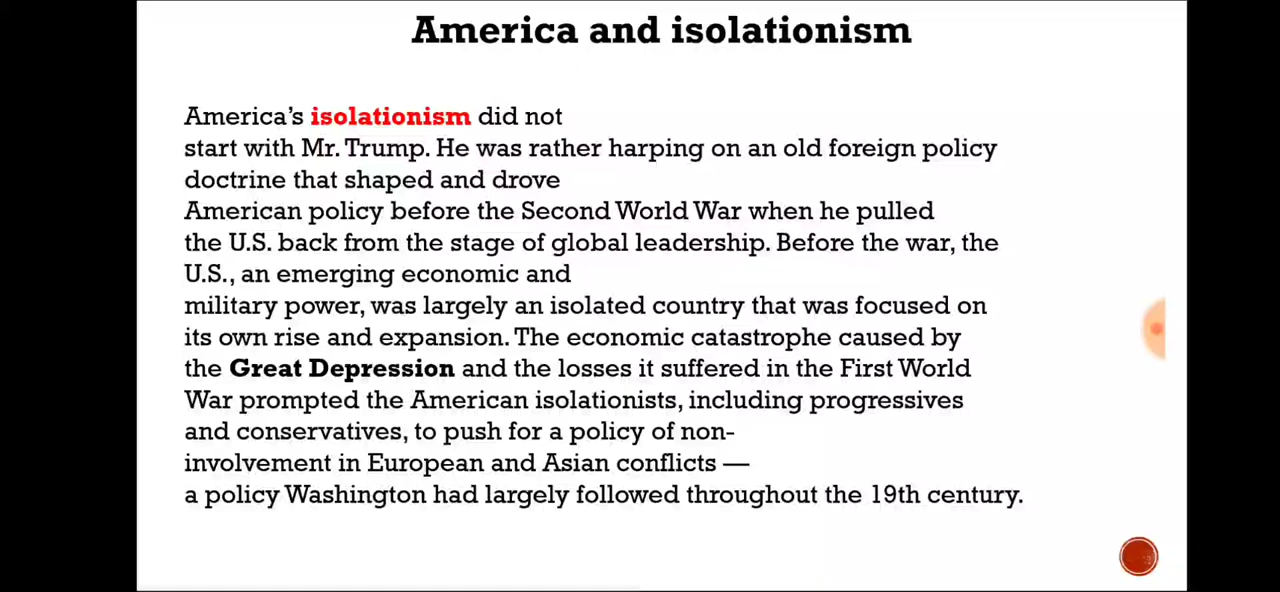 America and isolationism
America's isolationism did not
start with Mr. Trump. He was rather harping on an old foreign policy
doctrine that shaped and drove
American policy before the Second World War when he pulled
the U.S. back from the stage of global leadership. Before the war, the
U.S., an emerging economic and
military power, was largely an isolated country that was focused on
its own rise and expansion. The economic catastrophe caused by
the Great Depression and the losses it suffered in the First World
War prompted the American isolationists, including progressives
and conservatives, to push for a policy of non-
involvement in European and Asian conflicts —
a policy Washington had largely followed throughout the 19th century.